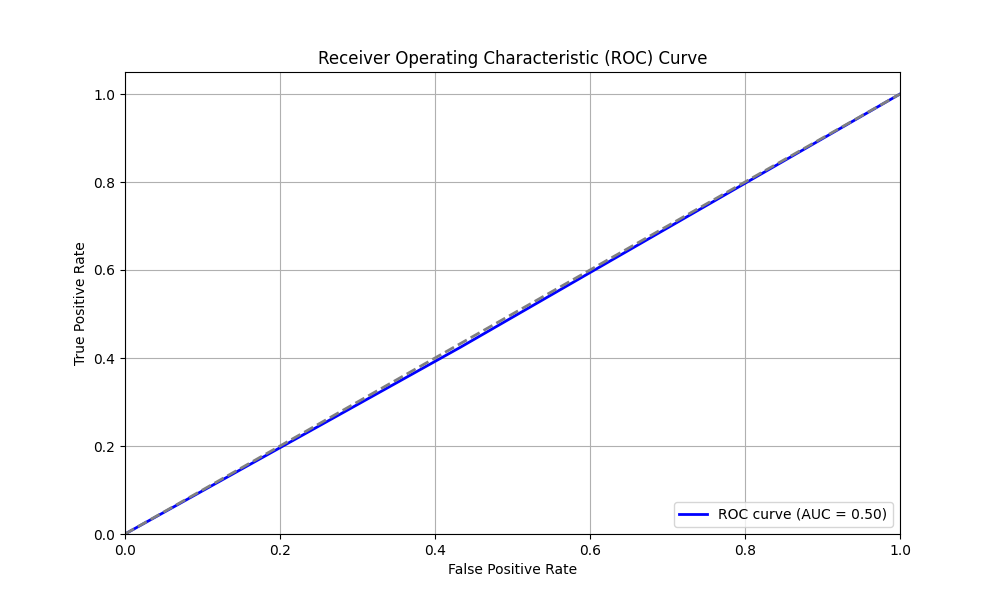 Receiver Operating Characteristic (ROC) Curve
True Positive Rate
1.0
0.8
0.6
0.4
0.2
0.0
ROC curve (AUC = 0.50)
0.0 0.2 0.4 0.6 0.8 1.0
False Positive Rate